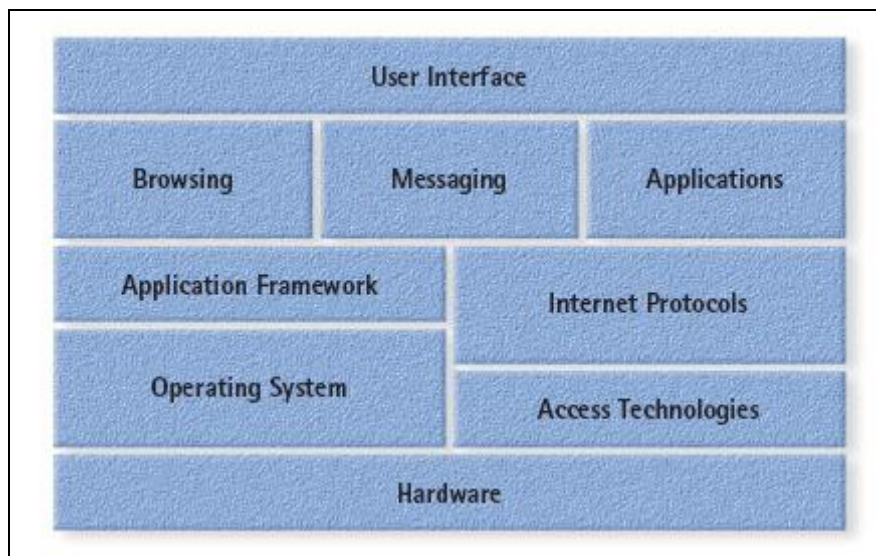 User Interface
Browsing
Messaging
Applications
Application Framework
Internet Protocols
Operating System
Access Technologies
Hardware